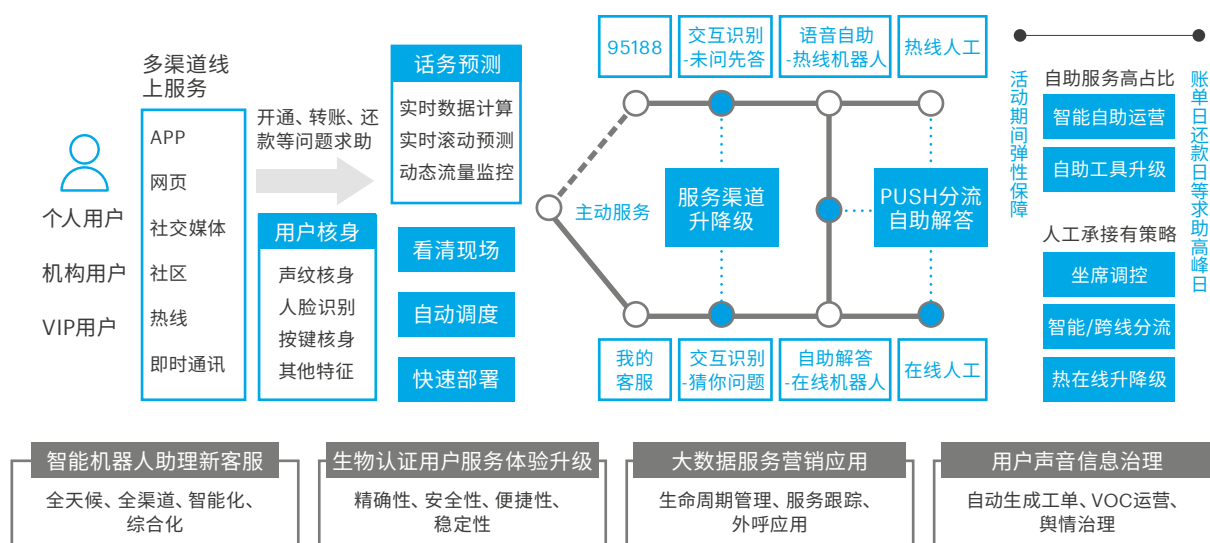 个人用户
机构用户
VIP用户
多渠道线
上服务
APP
网页
社交媒体
社区
热线
即时通讯
开通、转账、还
款等问题求助
用户核身
声纹核身
人脸识别
按键核身
其他特征
话务预测
实时数据计算
实时滚动预测
动态流量监控
看清现场
自动调度
快速部署
95188
交互识别
-未问先答
语音自助
-热线机器人
热线人工
主动服务
服务渠道
升降级
PUSH分流
自助解答
我的
客服
交互识别
-猜你问题
自助解答
-在线机器人
在线人工
活动期间弹性保障
自助服务高占比
智能自助运营
自助工具升级
人工承接有策略
坐席调控
智能/跨线分流
热在线升降级
账单日还款日等求助高峰日
智能机器人助理新客服
全天候、全渠道、智能化、
综合化
生物认证用户服务体验升级
精确性、安全性、便捷性、
稳定性
大数据服务营销应用
生命周期管理、服务跟踪、
外呼应用
用户声音信息治理
自动生成工单、VOC运营、
舆情治理